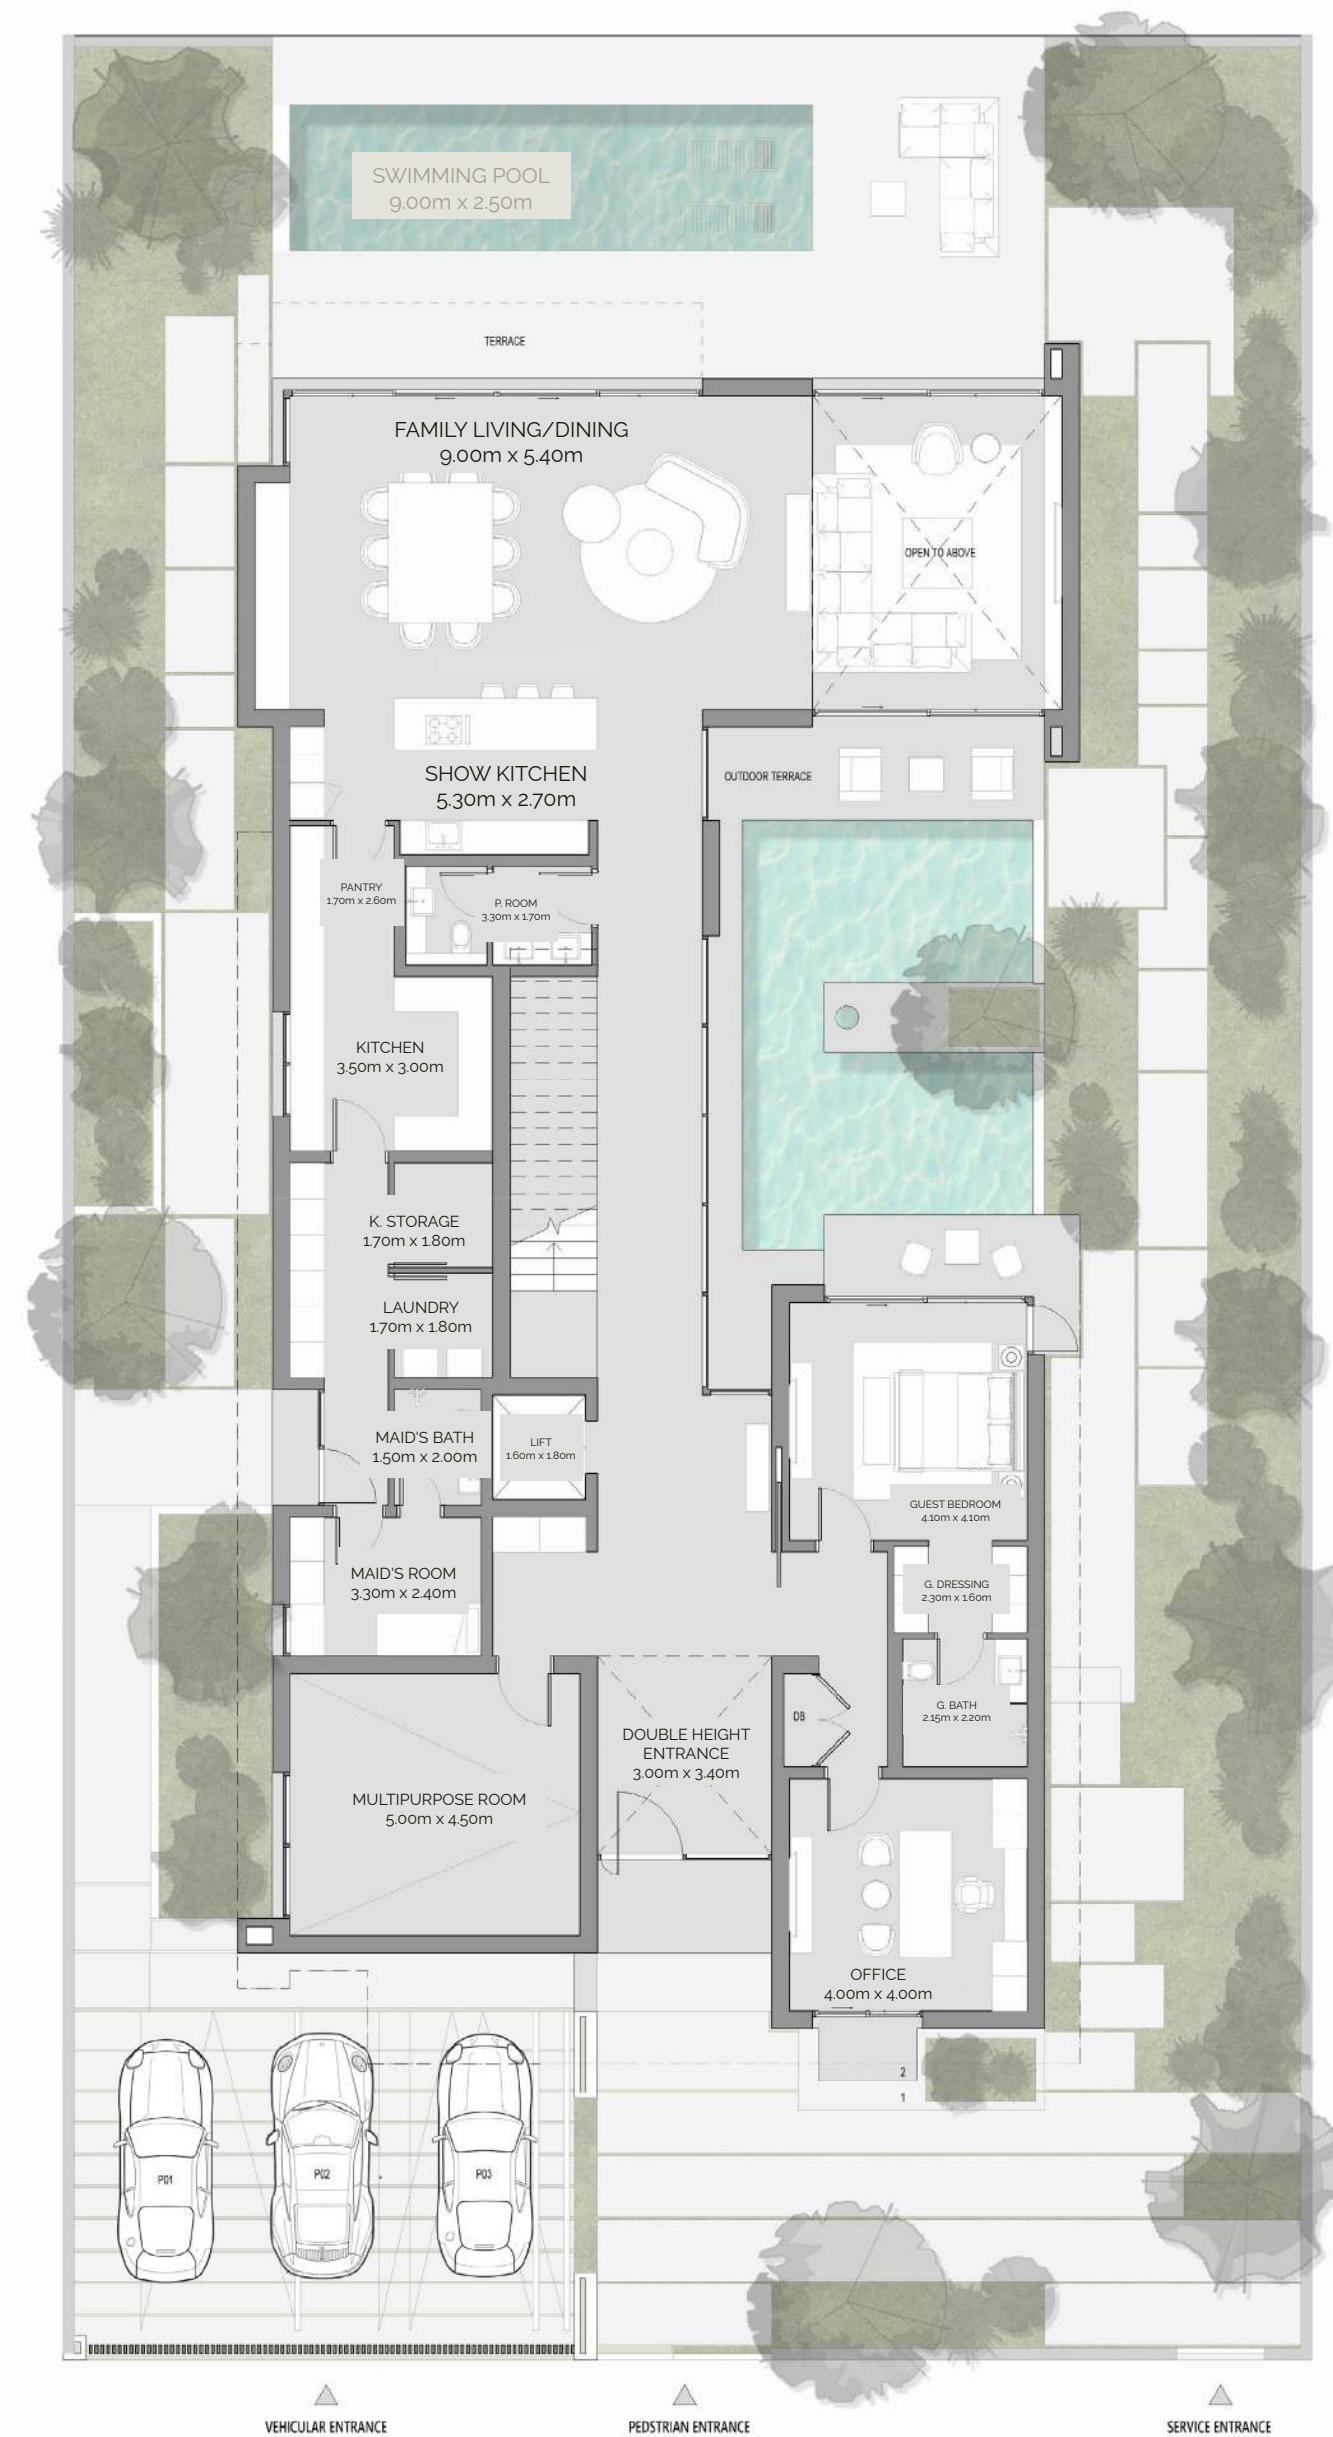 SWIMMING POOL
9.00m x 2.50m
TERRACE
FAMILY LIVING/DINING
9.00m x 5.40m
OPEN TO ABOVE
SHOW KITCHEN
5.30m x 2.70m
OUTDOOR TERRACE
PANTRY
1.70m x 2.60m
P. ROOM
3.30m x 1.70m
KITCHEN
3.50m x 3.00m
K. STORAGE
1.70m x 1.80m
LAUNDRY
1.70m x 1.80m
MAID'S BATH
1.50m x 2.00m
LIFT
1.60m x 1.80m
GUEST BEDROOM
4.10m x 4.10m
MAID'S ROOM
3.30m x 2.40m
G. DRESSING
2.30m x 1.60m
G. BATH
2.15m x 2.20m
DB
DOUBLE HEIGHT
ENTRANCE
3.00m x 3.40m
MULTIPURPOSE ROOM
5.00m x 4.50m
OFFICE
4.00m x 4.00m
2
1
P01
P02
P03
VEHICULAR ENTRANCE
PEDSTRIAN ENTRANCE
SERVICE ENTRANCE